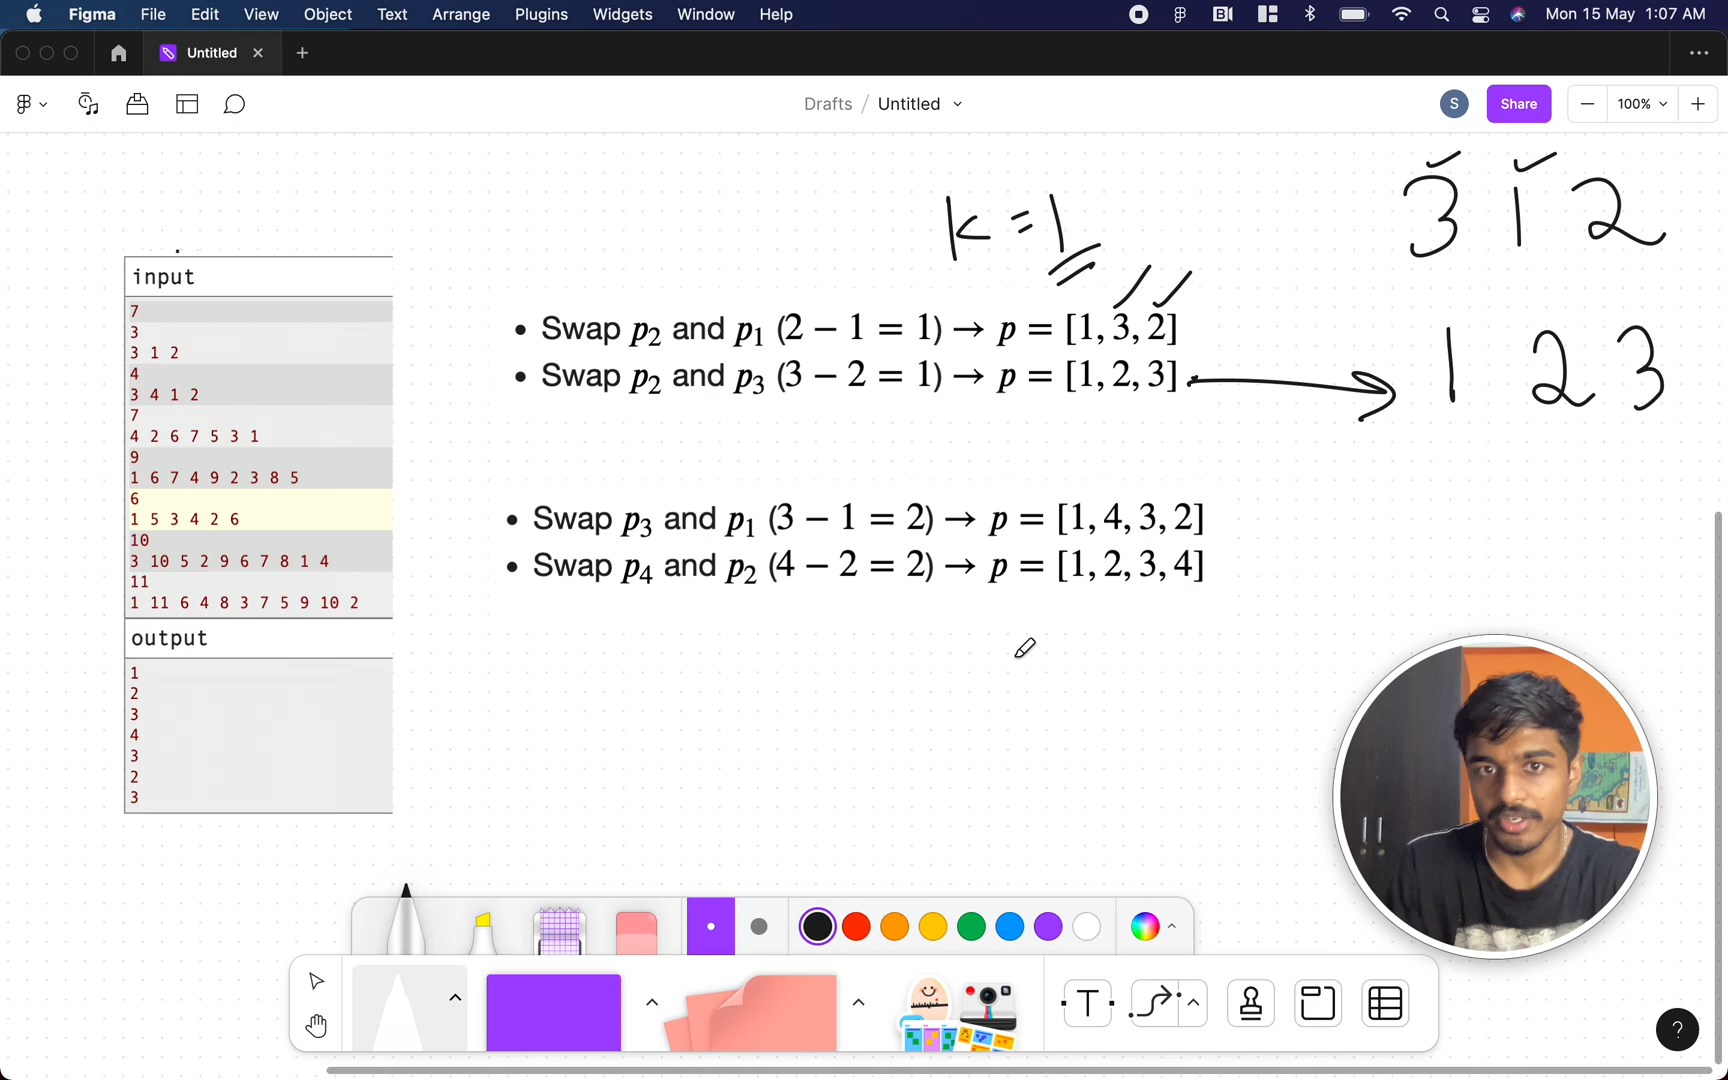 Figma File Edit View Object Text Arrange Plugins Widgets Window Help Mon 15 May 1:07 AM
Untitled
Drafts / Untitled S Share 100%
k = 1
3 1 2
1 2 3
input
7
3
3 1 2
4
3 4 1 2
7
4 2 6 7 5 3 1
9
1 6 7 4 9 2 3 8 5
6
1 5 3 4 2 6
10
3 10 5 2 9 6 7 8 1 4
11
1 11 6 4 8 3 7 5 9 10 2
output
1
2
3
4
3
2
3
• Swap p₂ and p₁ (2 − 1 = 1) → p = [1, 3, 2]
• Swap p₂ and p₃ (3 − 2 = 1) → p = [1, 2, 3]
• Swap p₃ and p₁ (3 − 1 = 2) → p = [1, 4, 3, 2]
• Swap p₄ and p₂ (4 − 2 = 2) → p = [1, 2, 3, 4]
T
?